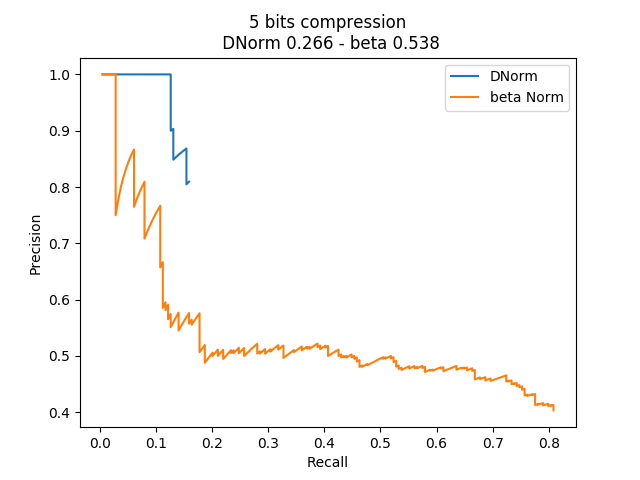 5 bits compression
DNorm 0.266 - beta 0.538
DNorm
beta Norm
Precision
1.0
0.9
0.8
0.7
0.6
0.5
0.4
0.0 0.1 0.2 0.3 0.4 0.5 0.6 0.7 0.8
Recall